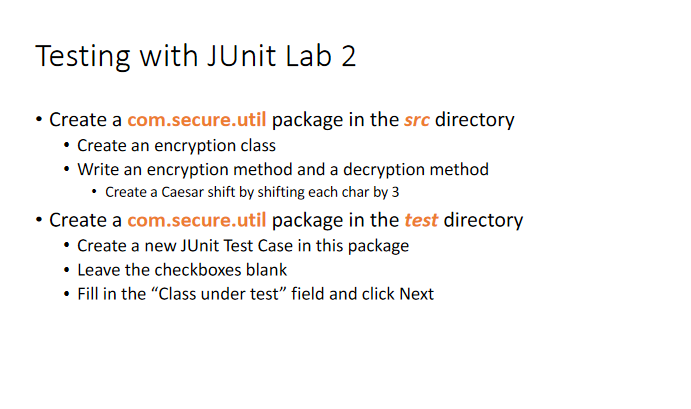 Testing with JUnit Lab 2
• Create a com.secure.util package in the src directory
• Create an encryption class
• Write an encryption method and a decryption method
• Create a Caesar shift by shifting each char by 3
• Create a com.secure.util package in the test directory
• Create a new JUnit Test Case in this package
• Leave the checkboxes blank
• Fill in the “Class under test” field and click Next